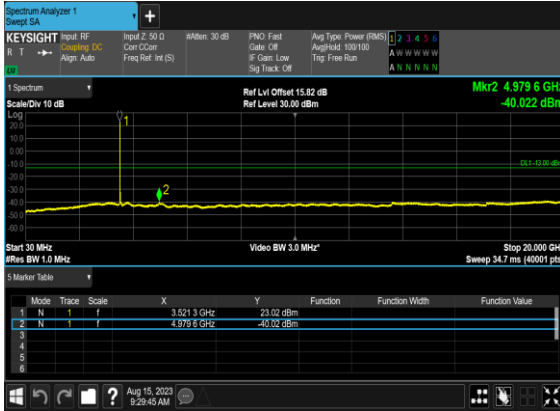 Spectrum Analyzer 1
Swept SA
+
KEYSIGHT
R T
Input: RF
Coupling: DC
Align: Auto
Input Z: 50 Ω
Corr CCorr
Freq Ref: Int (S)
#Atten: 30 dB
PNO: Fast
Gate: Off
IF Gain: Low
Sig Track: Off
Avg Type: Power (RMS)
Avg|Hold: 100/100
Trig: Free Run
1 2 3 4 5 6
A W W W W W
A N N N N N
1 Spectrum
Scale/Div 10 dB
Ref Lvl Offset 15.82 dB
Ref Level 30.00 dBm
Mkr2 4.979 6 GHz
-40.022 dBm
Log
20.0
10.0
0.00
-10.0
-20.0
-30.0
-40.0
-50.0
-60.0
1
2
DL1 -13.00 dBm
Start 30 MHz
#Res BW 1.0 MHz
Video BW 3.0 MHz*
Stop 20.000 GH
Sweep 34.7 ms (40001 pts
5 Marker Table
Mode Trace Scale X Y Function Function Width Function Value
1 N 1 f 3.521 3 GHz 23.02 dBm
2 N 1 f 4.979 6 GHz -40.02 dBm
3
4
5
6
?
Aug 15, 2023
9:29:45 AM